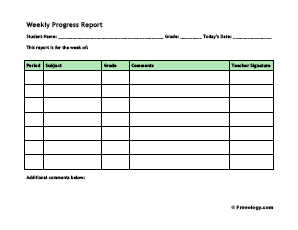 Weekly Progress Report
Student Name: ________________________________ Grade: ________ Today's Date: ______________
This report is for the week of:
Period Subject Grade Comments Teacher Signature
Additional comments below:
© Freeology.com